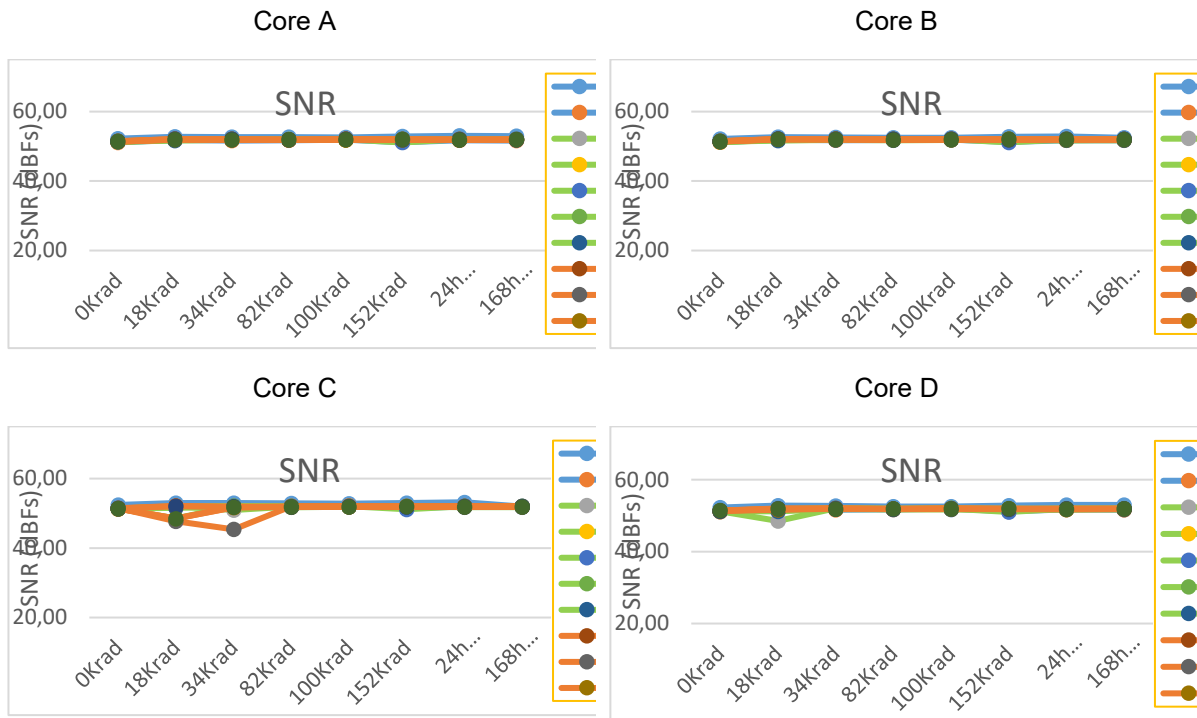 Core A
Core B
SNR
SNR (dBFs)
60,00
40,00
20,00
0Krad
18Krad
34Krad
82Krad
100Krad
152Krad
24h...
168h...
SNR
SNR (dBFs)
60,00
40,00
20,00
0Krad
18Krad
34Krad
82Krad
100Krad
152Krad
24h...
168h...
Core C
Core D
SNR
SNR (dBFs)
60,00
40,00
20,00
0Krad
18Krad
34Krad
82Krad
100Krad
152Krad
24h...
168h...
SNR
SNR (dBFs)
60,00
40,00
20,00
0Krad
18Krad
34Krad
82Krad
100Krad
152Krad
24h...
168h...